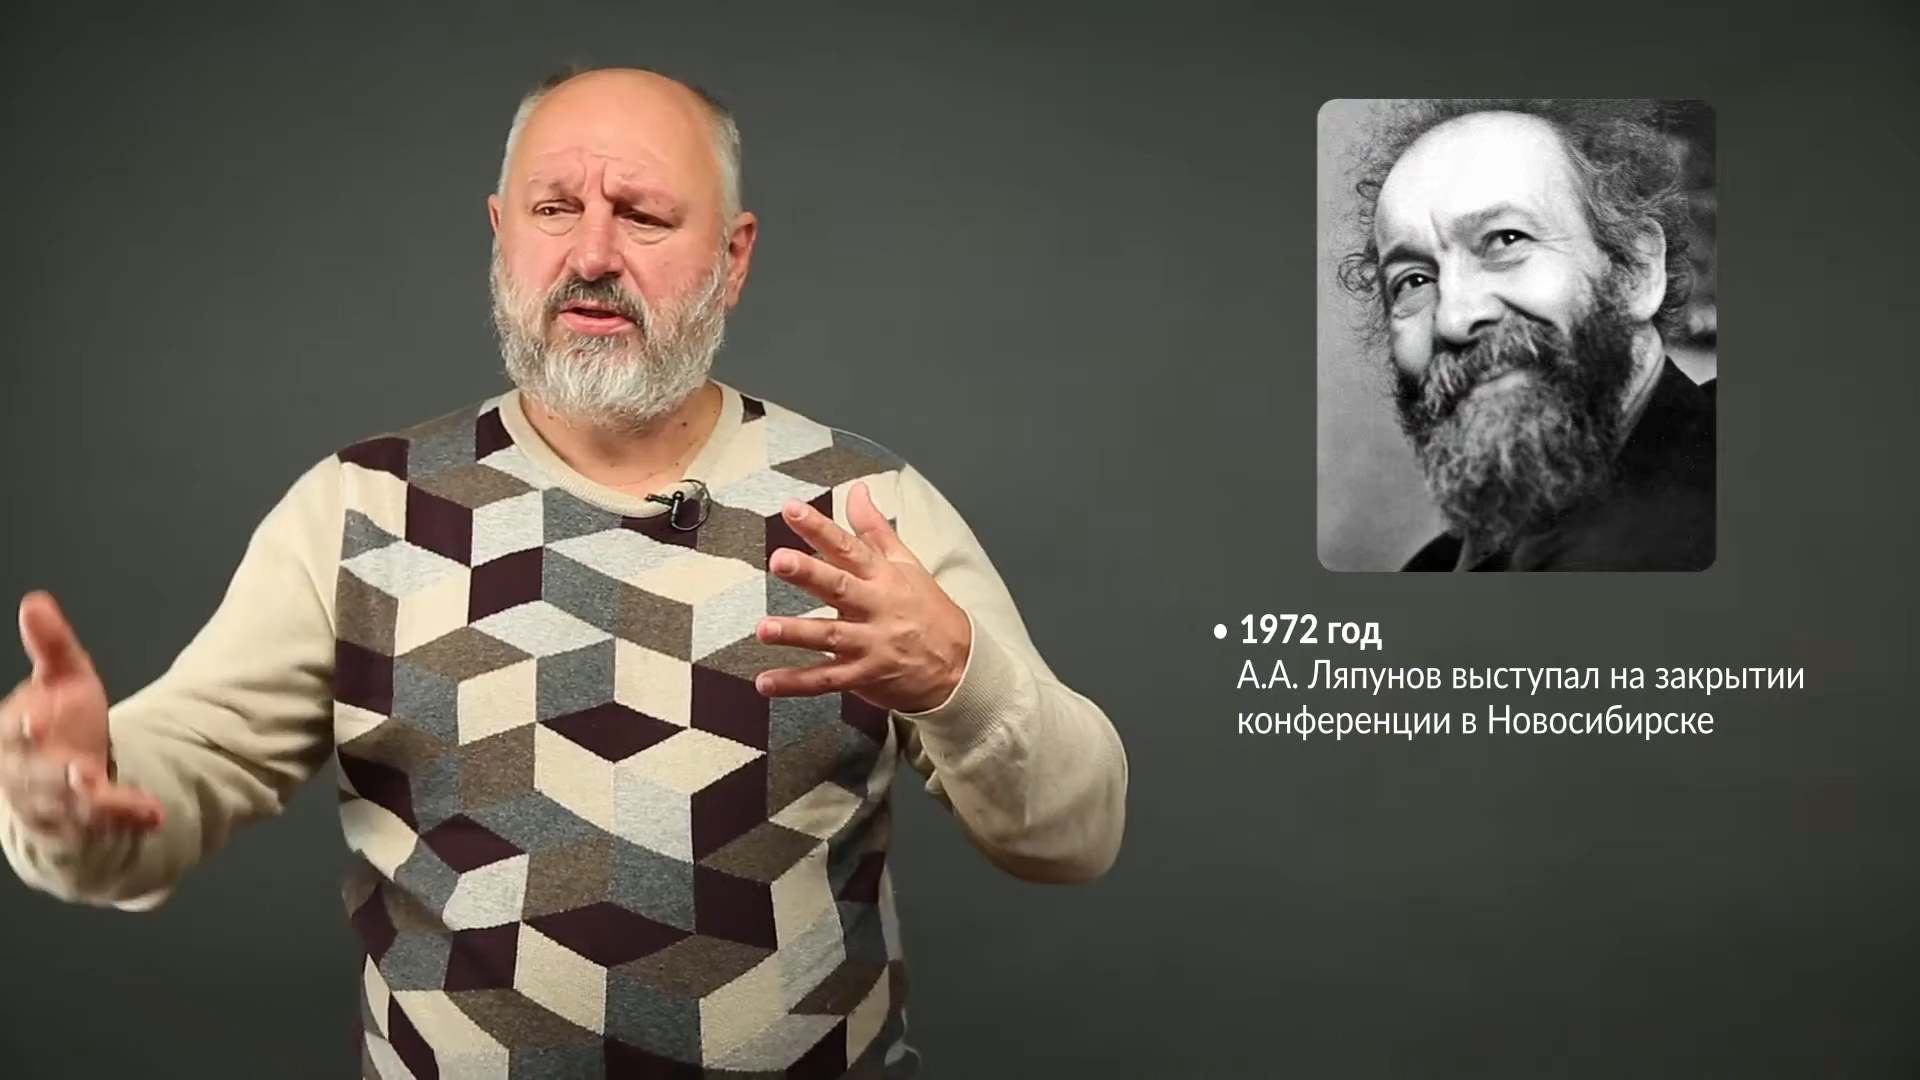 • 1972 год
А.А. Ляпунов выступал на закрытии
конференции в Новосибирске